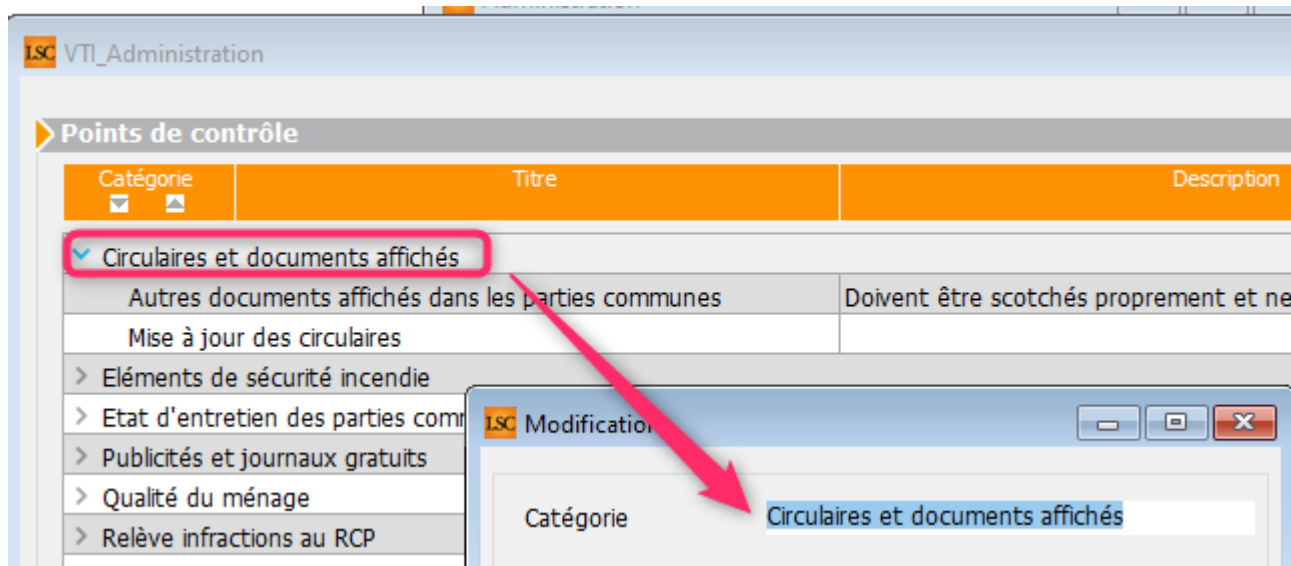 Administration
LSC VTI_Administration
Points de contrôle
Catégorie Titre Description
Circulaires et documents affichés
Autres documents affichés dans les parties communes Doivent être scotchés proprement et ne
Mise à jour des circulaires
Eléments de sécurité incendie
Etat d'entretien des parties
Publicités et journaux gratuits
Qualité du ménage
Relève infractions au RCP
LSC Modification
Catégorie Circulaires et documents affichés